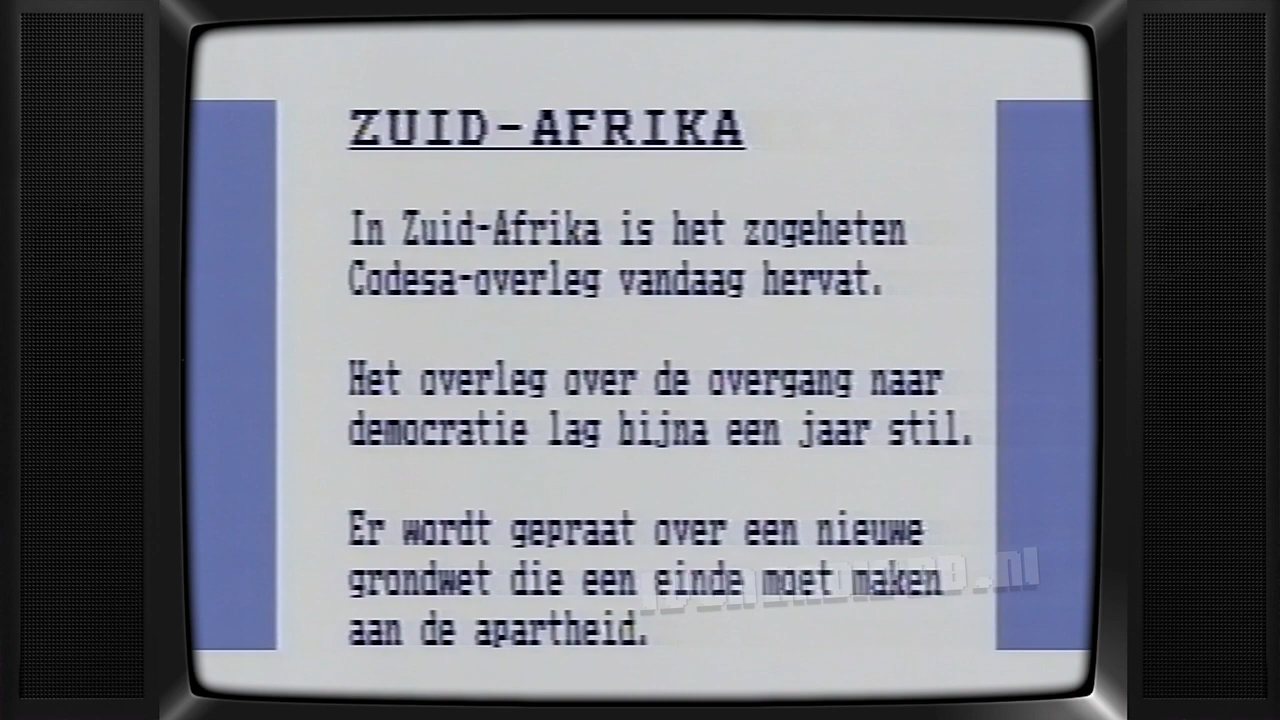 ZUID-AFRIKA
In Zuid-Afrika is het zogeheten
Codesa-overleg vandaag hervat.
Het overleg over de overgang naar
democratie lag bijna een jaar stil.
Er wordt gepraat over een nieuwe
grondwet die een einde moet maken
aan de apartheid.